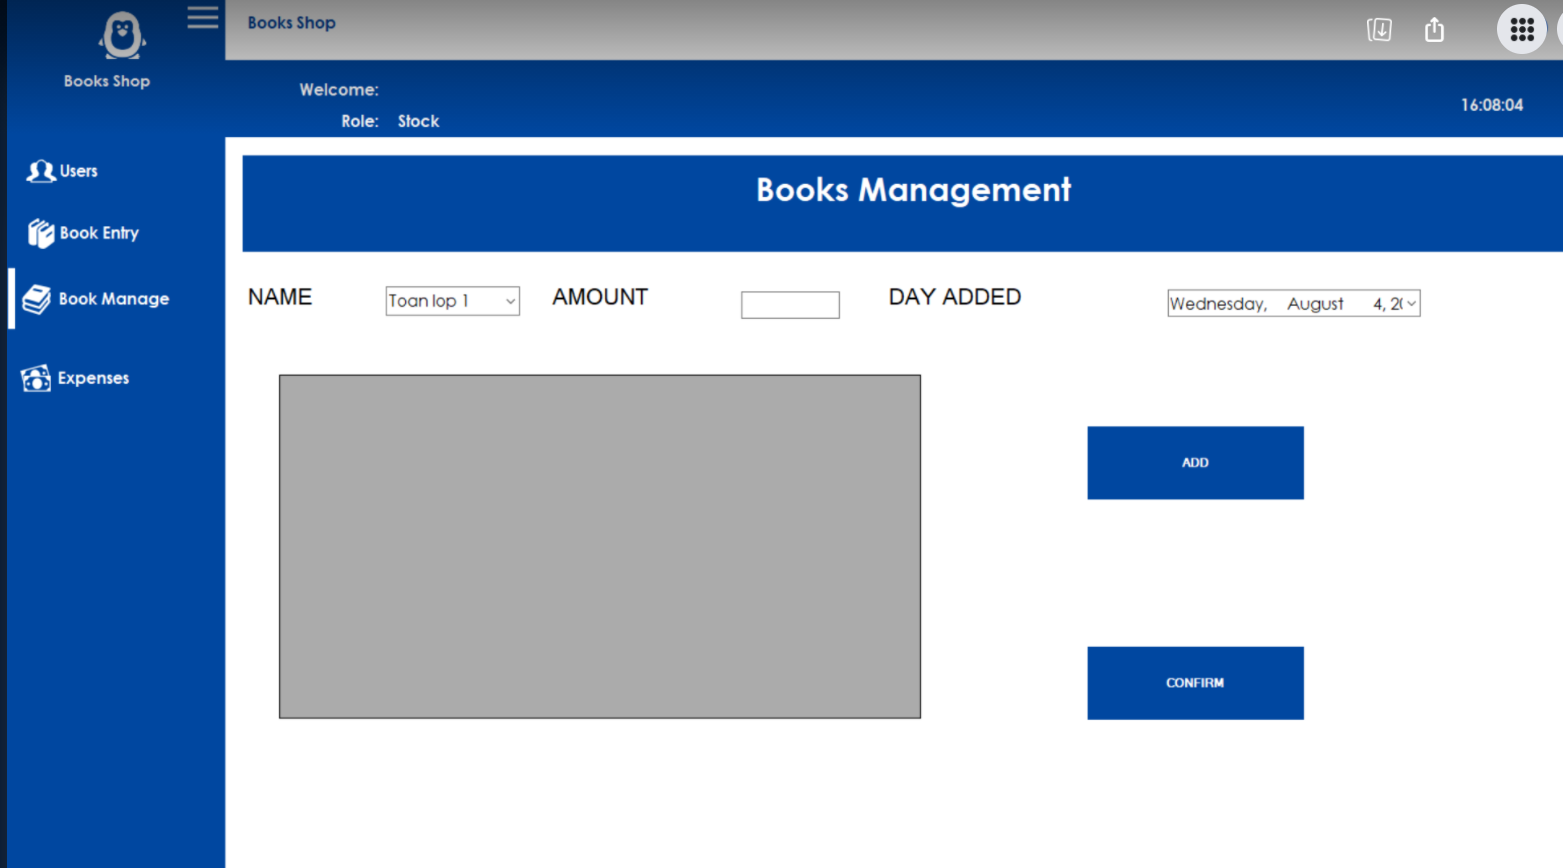 Books Shop
Books Shop
Welcome:
Role: Stock
16:08:04
Users
Book Entry
Book Manage
Expenses
Books Management
NAME
Toan lop 1
AMOUNT
DAY ADDED
Wednesday, August 4, 2
ADD
CONFIRM